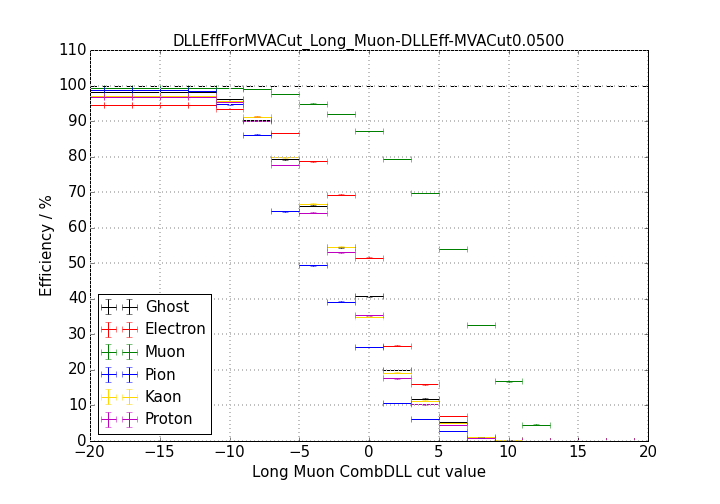 DLLEffForMVACut_Long_Muon-DLLEff-MVACut0.0500
110
100
90
80
70
60
50
40
30
20
10
0
Efficiency / %
Ghost
Electron
Muon
Pion
Kaon
Proton
−20 −15 −10 −5 0 5 10 15 20
Long Muon CombDLL cut value